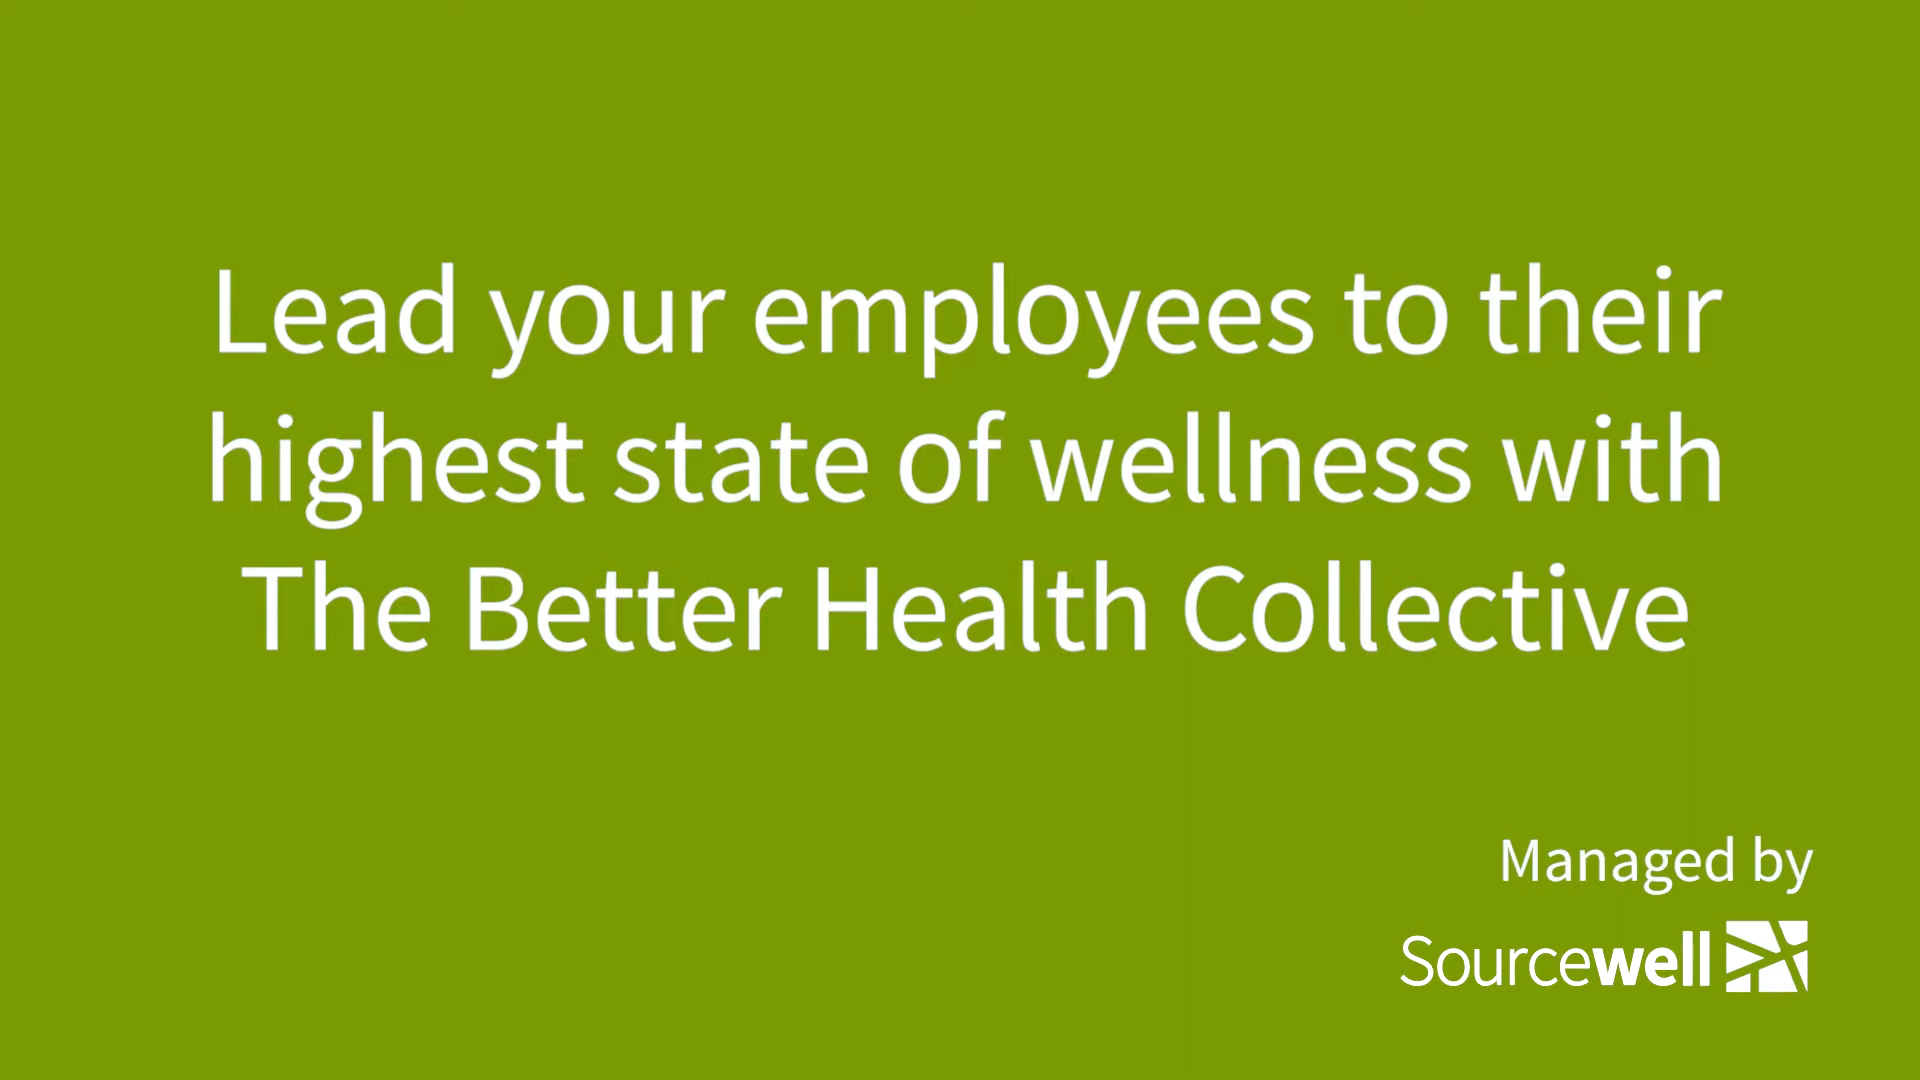 Lead your employees to their
highest state of wellness with
The Better Health Collective
Managed by
Sourcewell